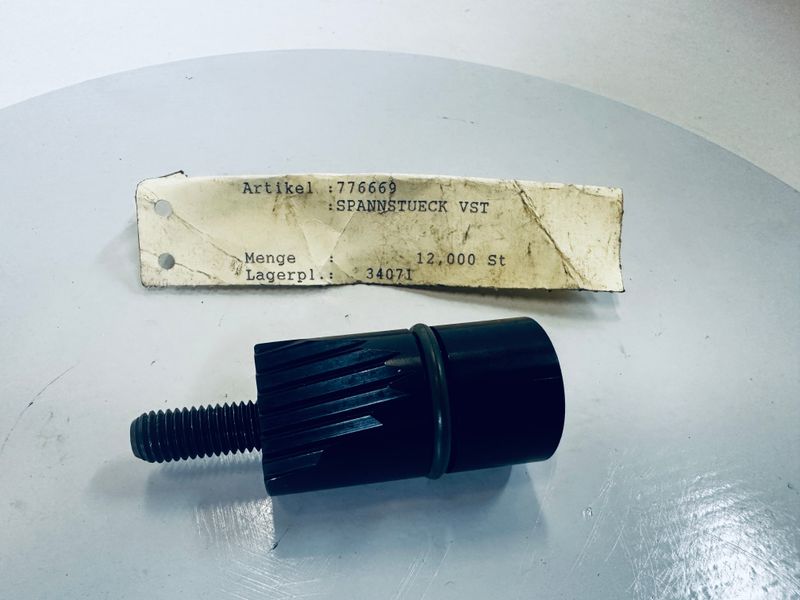 Artikel :776669
:SPANNSTUECK VST
Menge : 12,000 St
Lagerpl.: 34071